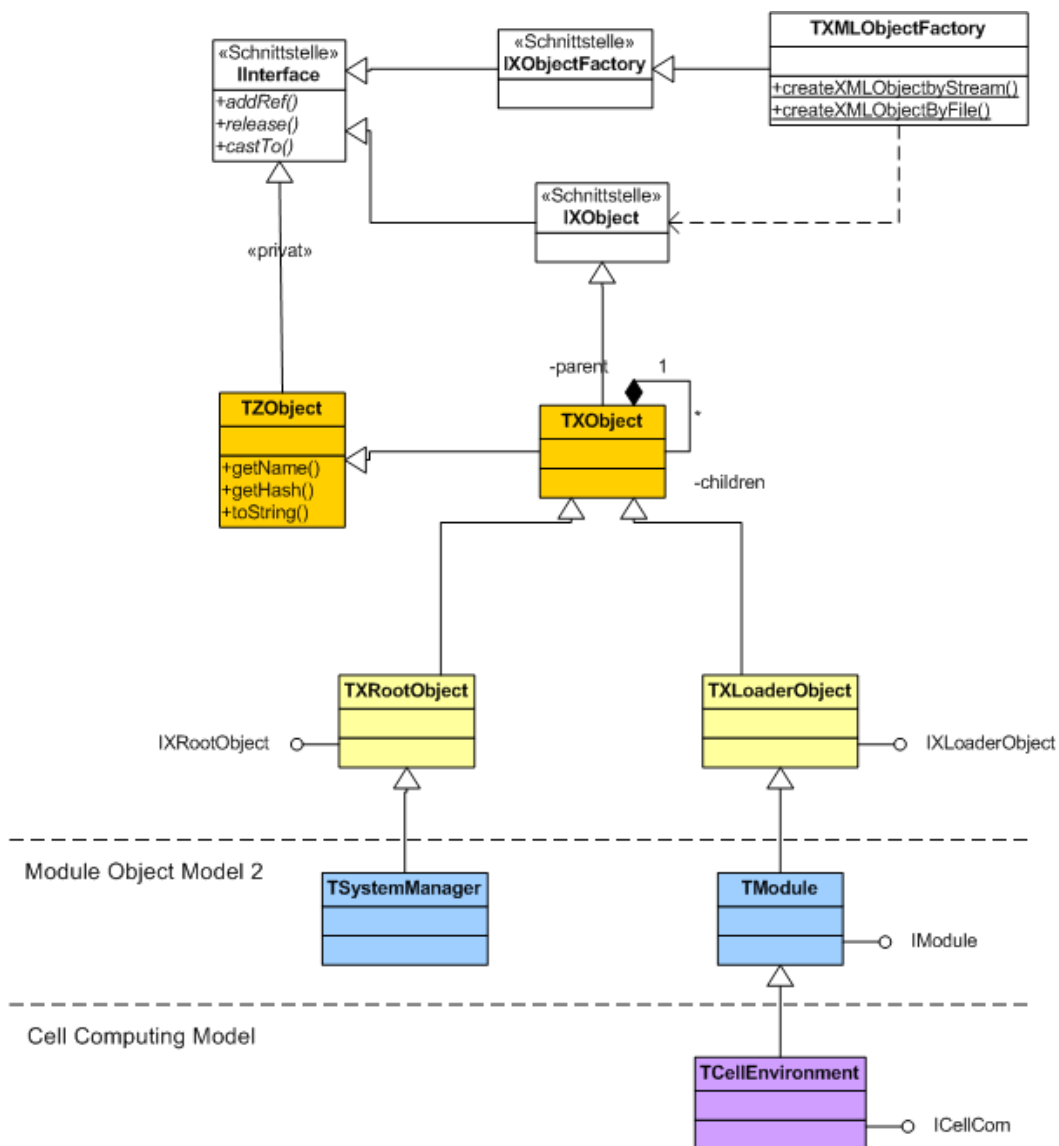 TXMLObjectFactory
+createXMLObjectbyStream()
+createXMLObjectByFile()
«Schnittstelle»
IXObjectFactory
«Schnittstelle»
IInterface
+addRef()
+release()
+castTo()
«Schnittstelle»
IXObject
«privat»
-parent
1
TZObject
+getName()
+getHash()
+toString()
TXObject
*
-children
TXRootObject
IXRootObject
TXLoaderObject
IXLoaderObject
Module Object Model 2
TSystemManager
TModule
IModule
Cell Computing Model
TCellEnvironment
ICellCom